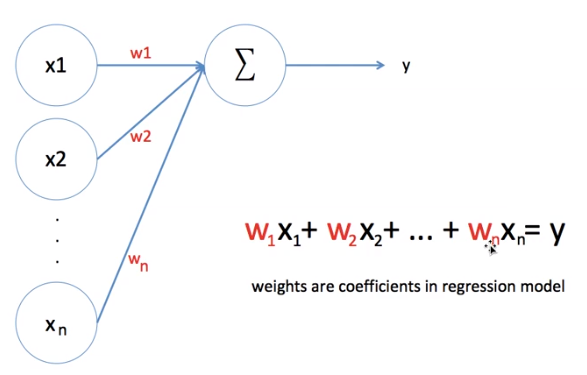 x1
w1
∑
y
w2
x2
.
.
.
w₁x₁+ w₂x₂+ ... + wₙxₙ= y
wₙ
weights are coefficients in regression model
xₙ